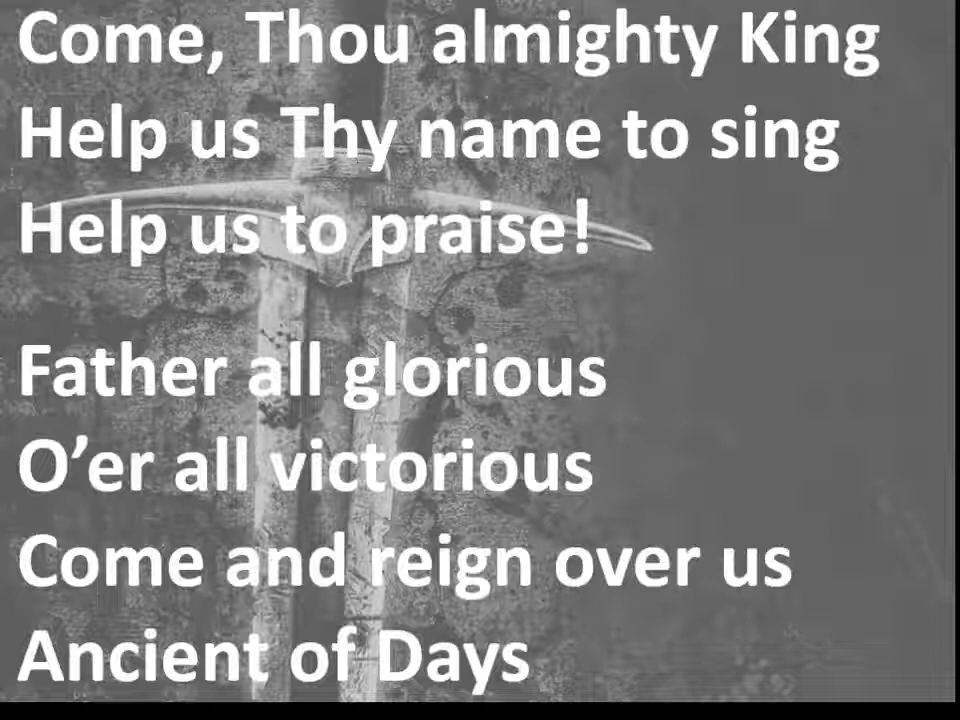 Come, Thou almighty King
Help us Thy name to sing
Help us to praise!
Father all glorious
O’er all victorious
Come and reign over us
Ancient of Days